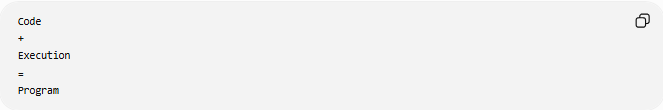 Code
+
Execution
=
Program